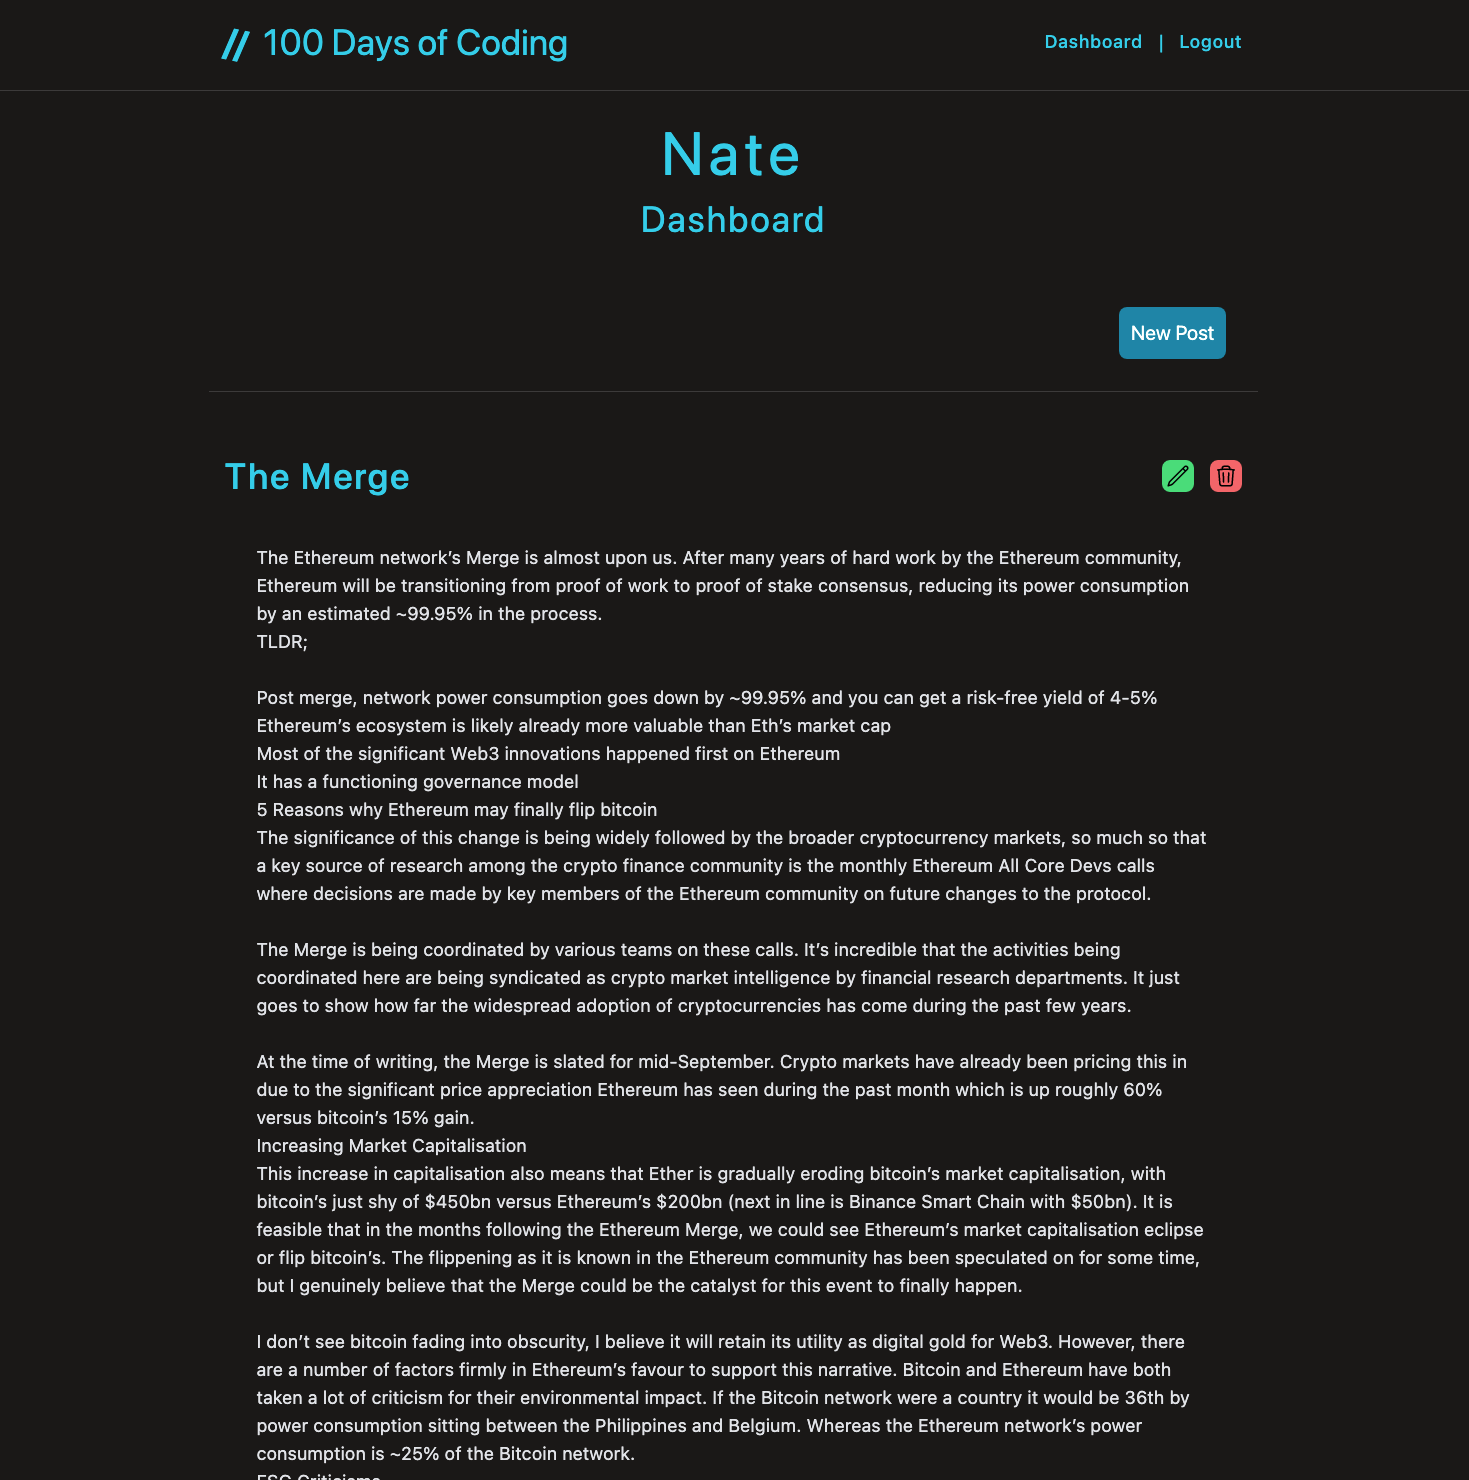 // 100 Days of Coding
Dashboard | Logout
Nate
Dashboard
New Post
The Merge
The Ethereum network’s Merge is almost upon us. After many years of hard work by the Ethereum community,
Ethereum will be transitioning from proof of work to proof of stake consensus, reducing its power consumption
by an estimated ~99.95% in the process.
TLDR;
Post merge, network power consumption goes down by ~99.95% and you can get a risk-free yield of 4-5%
Ethereum’s ecosystem is likely already more valuable than Eth’s market cap
Most of the significant Web3 innovations happened first on Ethereum
It has a functioning governance model
5 Reasons why Ethereum may finally flip bitcoin
The significance of this change is being widely followed by the broader cryptocurrency markets, so much so that
a key source of research among the crypto finance community is the monthly Ethereum All Core Devs calls
where decisions are made by key members of the Ethereum community on future changes to the protocol.
The Merge is being coordinated by various teams on these calls. It’s incredible that the activities being
coordinated here are being syndicated as crypto market intelligence by financial research departments. It just
goes to show how far the widespread adoption of cryptocurrencies has come during the past few years.
At the time of writing, the Merge is slated for mid-September. Crypto markets have already been pricing this in
due to the significant price appreciation Ethereum has seen during the past month which is up roughly 60%
versus bitcoin’s 15% gain.
Increasing Market Capitalisation
This increase in capitalisation also means that Ether is gradually eroding bitcoin’s market capitalisation, with
bitcoin’s just shy of $450bn versus Ethereum’s $200bn (next in line is Binance Smart Chain with $50bn). It is
feasible that in the months following the Ethereum Merge, we could see Ethereum’s market capitalisation eclipse
or flip bitcoin’s. The flippening as it is known in the Ethereum community has been speculated on for some time,
but I genuinely believe that the Merge could be the catalyst for this event to finally happen.
I don’t see bitcoin fading into obscurity, I believe it will retain its utility as digital gold for Web3. However, there
are a number of factors firmly in Ethereum’s favour to support this narrative. Bitcoin and Ethereum have both
taken a lot of criticism for their environmental impact. If the Bitcoin network were a country it would be 36th by
power consumption sitting between the Philippines and Belgium. Whereas the Ethereum network’s power
consumption is ~25% of the Bitcoin network.
ESG Criticisms